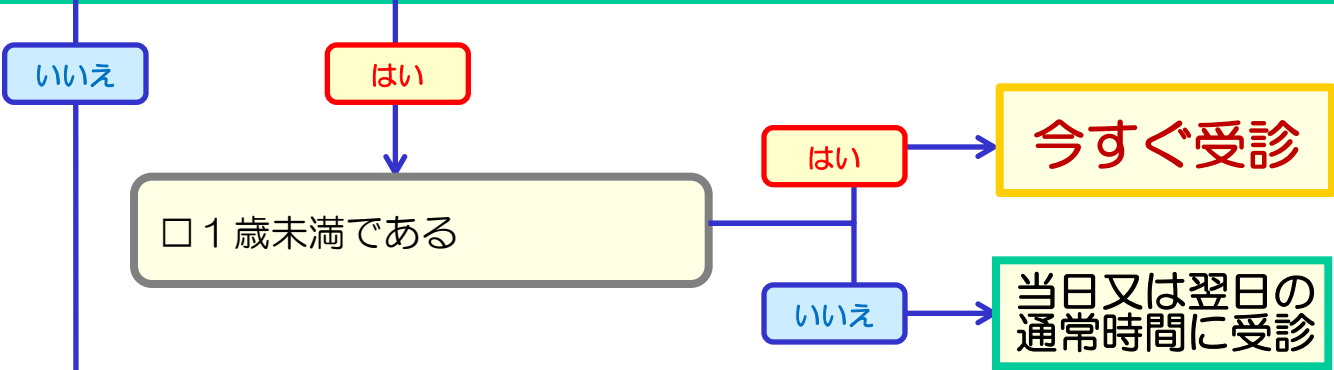 いいえ
はい
はい
今すぐ受診
□１歳未満である
いいえ
当日又は翌日の
通常時間に受診